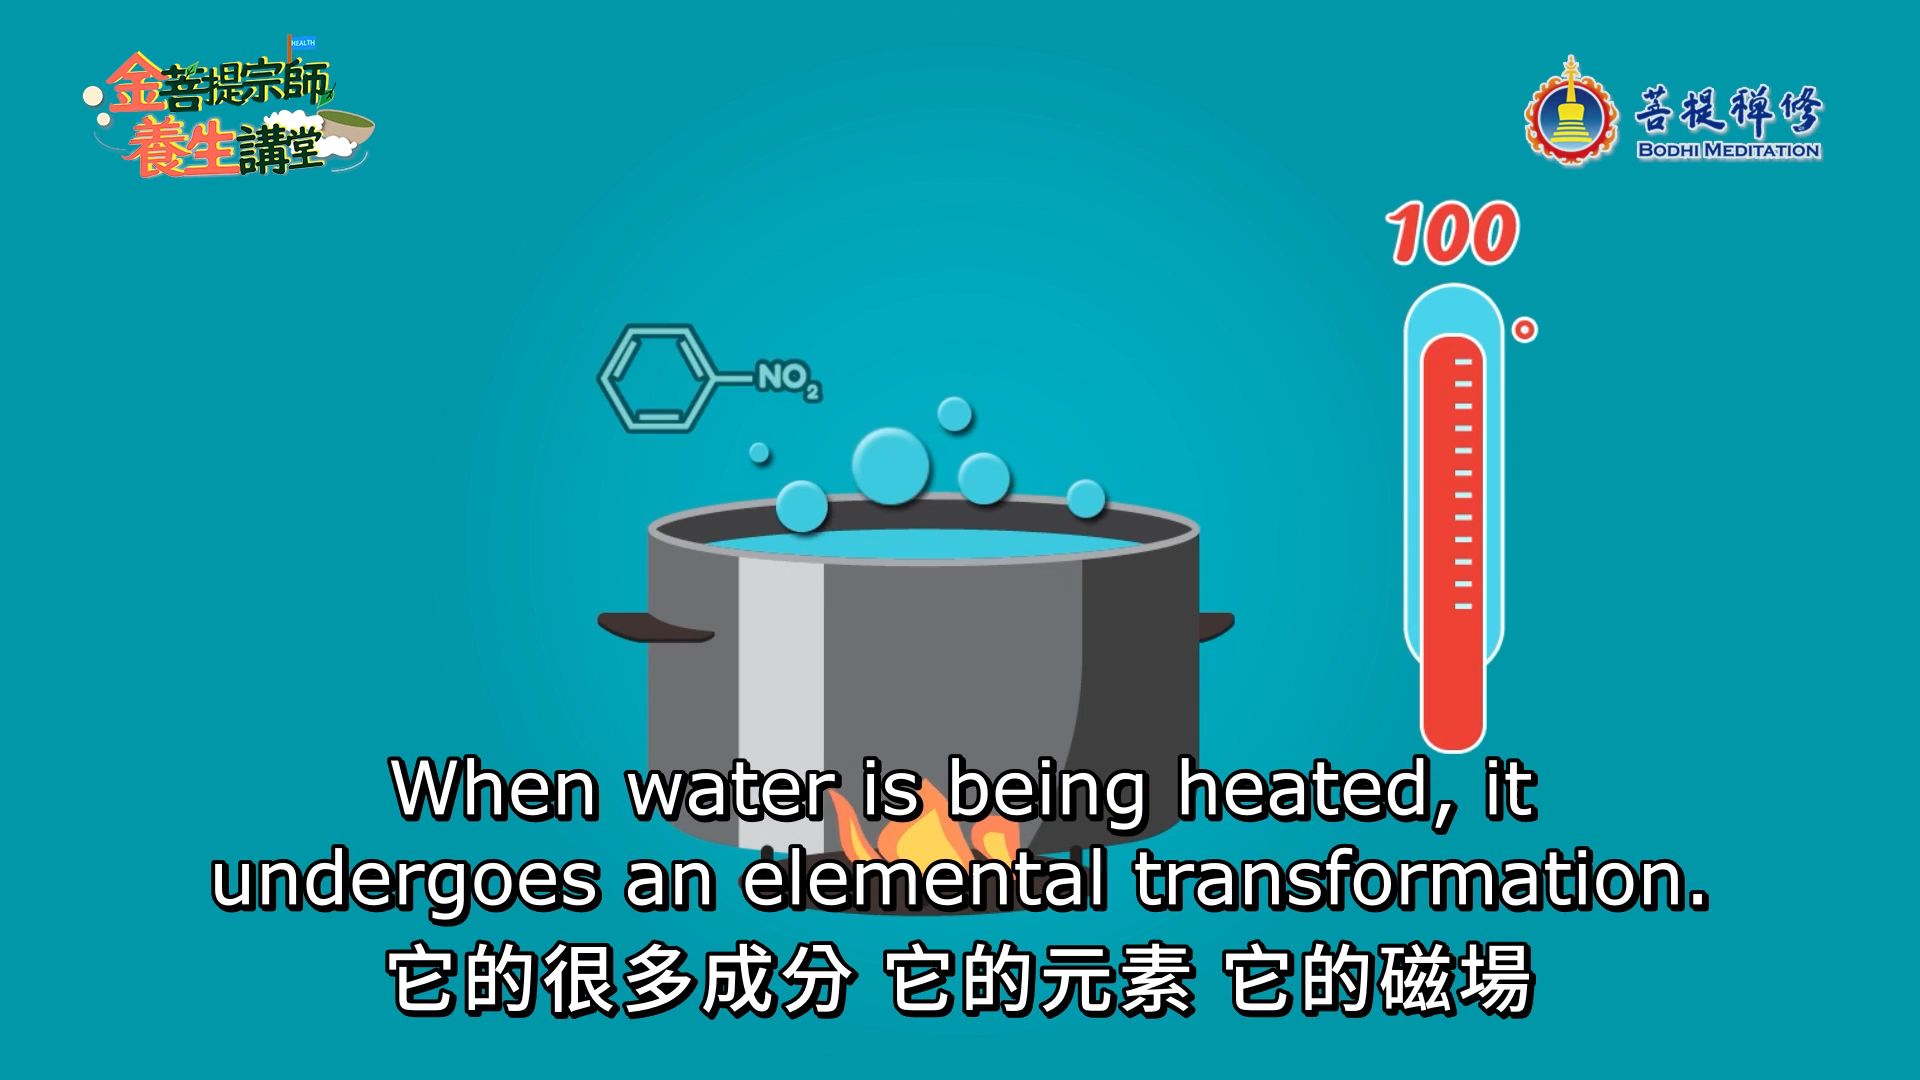 HEALTH
金菩提宗師
養生講堂
菩提禪修
BODHI MEDITATION
100
°
NO2
When water is being heated, it
undergoes an elemental transformation.
它的很多成分 它的元素 它的磁場